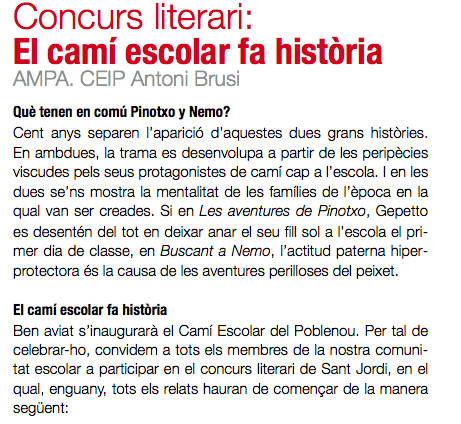 Concurs literari:
El camí escolar fa història
AMPA. CEIP Antoni Brusi
Què tenen en comú Pinotxo y Nemo?
Cent anys separen l'aparició d'aquestes dues grans històries.
En ambdues, la trama es desenvolupa a partir de les peripècies
viscudes pels seus protagonistes de camí cap a l'escola. I en les
dues se'ns mostra la mentalitat de les famílies de l'època en la
qual van ser creades. Si en Les aventures de Pinotxo, Gepetto
es desentén del tot en deixar anar el seu fill sol a l'escola el pri-
mer dia de classe, en Buscant a Nemo, l'actitud paterna hiper-
protectora és la causa de les aventures perilloses del peixet.
El camí escolar fa història
Ben aviat s'inaugurarà el Camí Escolar del Poblenou. Per tal de
celebrar-ho, convidem a tots els membres de la nostra comuni-
tat escolar a participar en el concurs literari de Sant Jordi, en el
qual, enguany, tots els relats hauran de començar de la manera
següent: